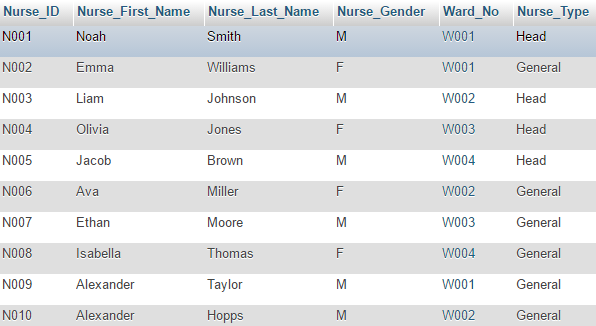 Nurse_ID Nurse_First_Name Nurse_Last_Name Nurse_Gender Ward_No Nurse_Type
N001 Noah Smith M W001 Head
N002 Emma Williams F W001 General
N003 Liam Johnson M W002 Head
N004 Olivia Jones F W003 Head
N005 Jacob Brown M W004 Head
N006 Ava Miller F W002 General
N007 Ethan Moore M W003 General
N008 Isabella Thomas F W004 General
N009 Alexander Taylor M W001 General
N010 Alexander Hopps M W002 General